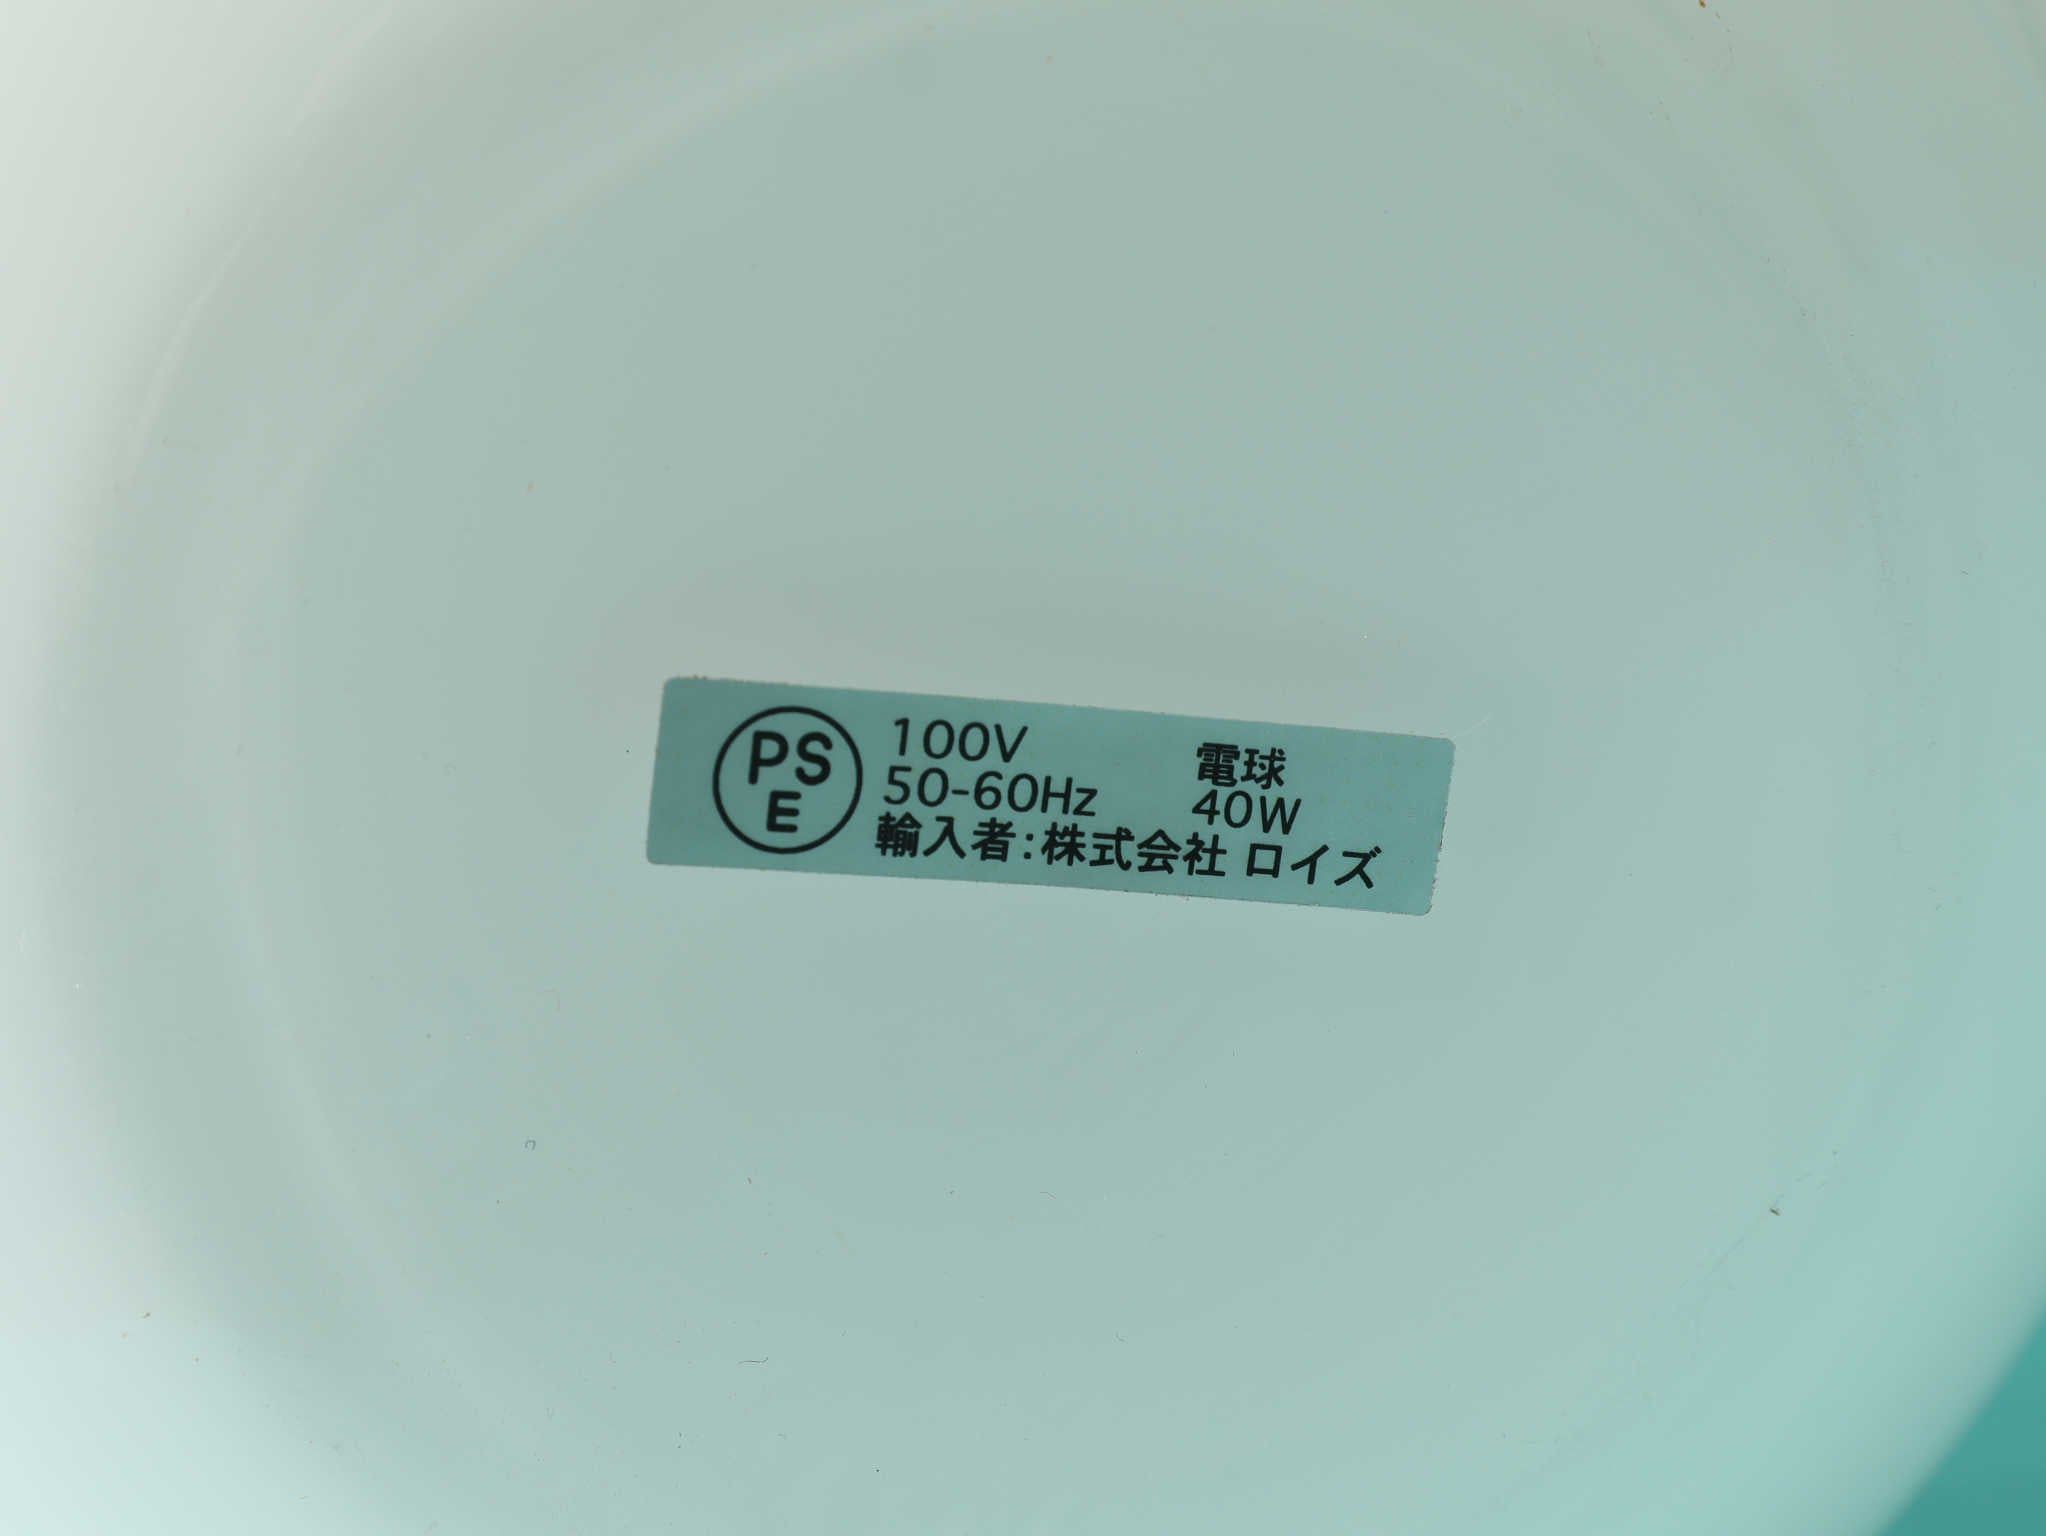 PS
E
100V
50-60Hz
電球
40W
輸入者:株式会社 ロイズ